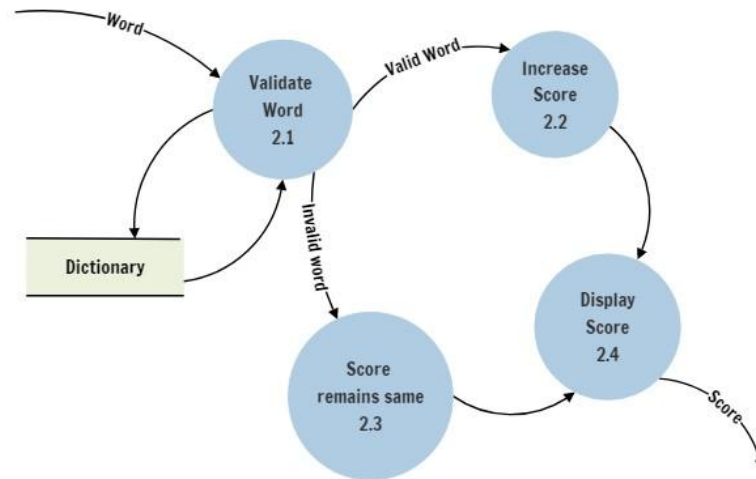 Word
Validate
Word
2.1
Valid Word
Increase
Score
2.2
Dictionary
Invalid word
Display
Score
2.4
Score
remains same
2.3
Score